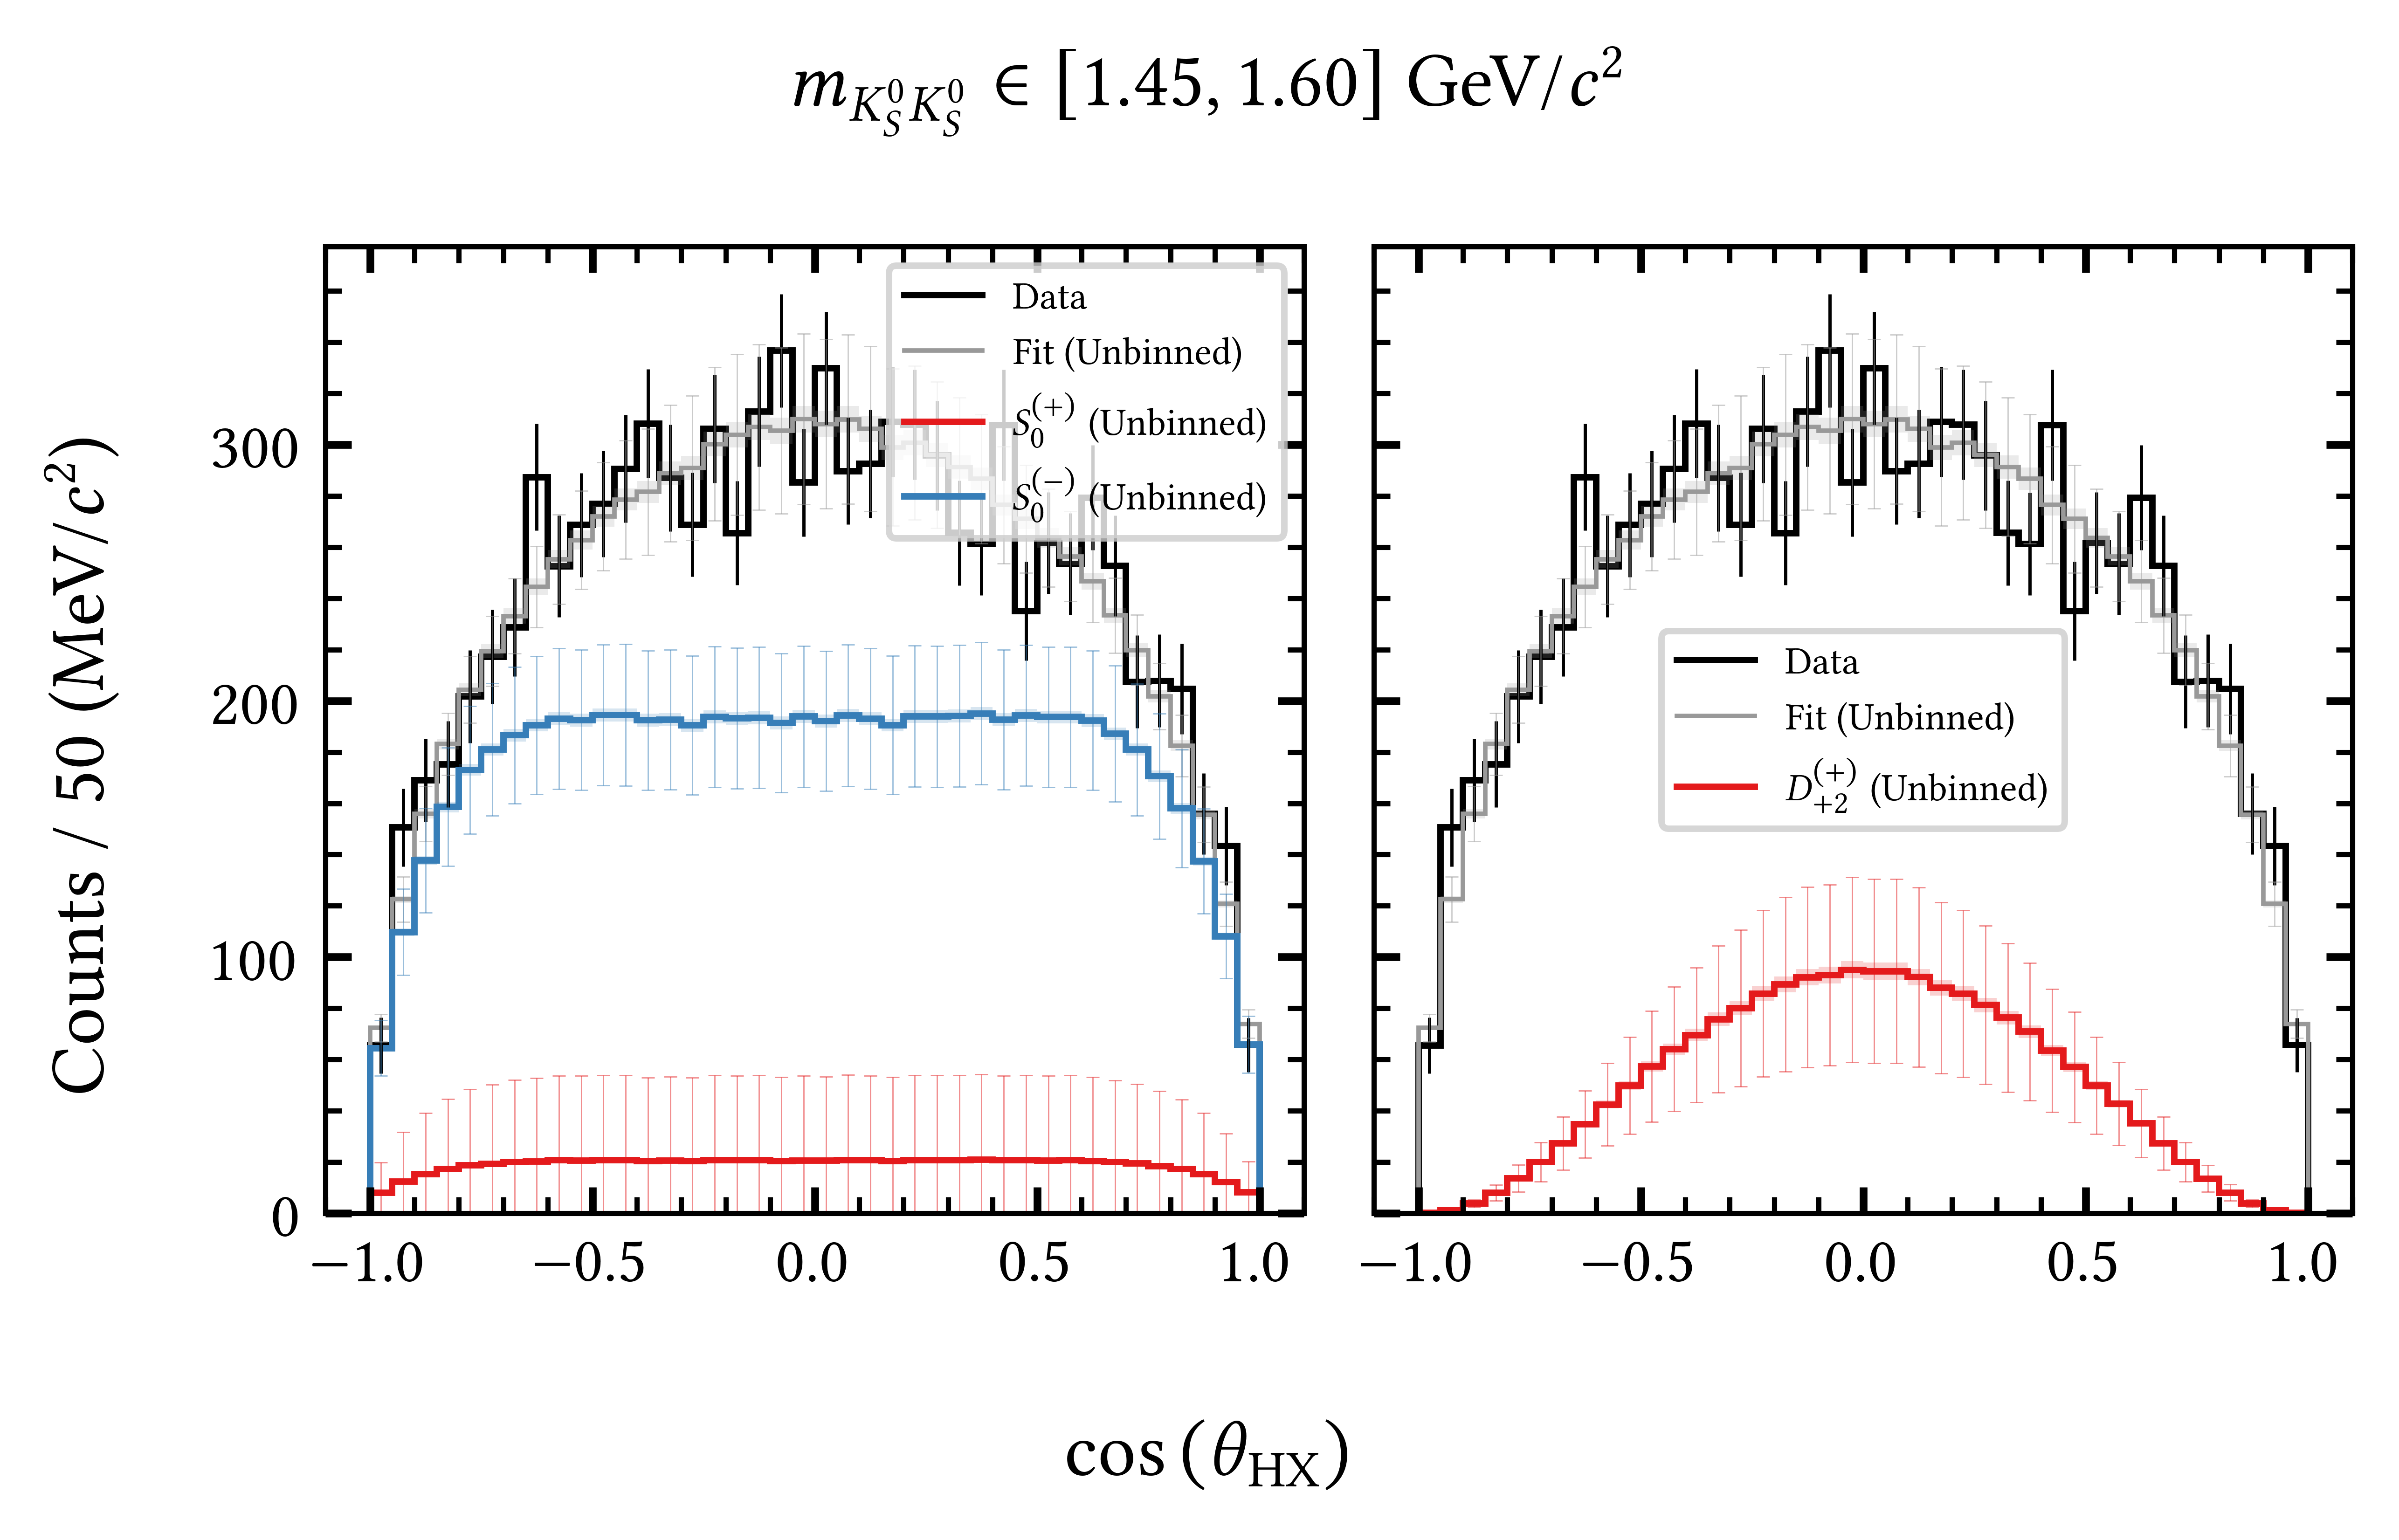 m_{K_S^0 K_S^0} ∈ [1.45, 1.60] GeV/c²
Counts / 50 (MeV/c²)
300
200
100
0
Data
Fit (Unbinned)
S_0^{(+)} (Unbinned)
S_0^{(−)} (Unbinned)
−1.0 −0.5 0.0 0.5 1.0
Data
Fit (Unbinned)
D_{+2}^{(+)} (Unbinned)
−1.0 −0.5 0.0 0.5 1.0
cos (θ_{HX})